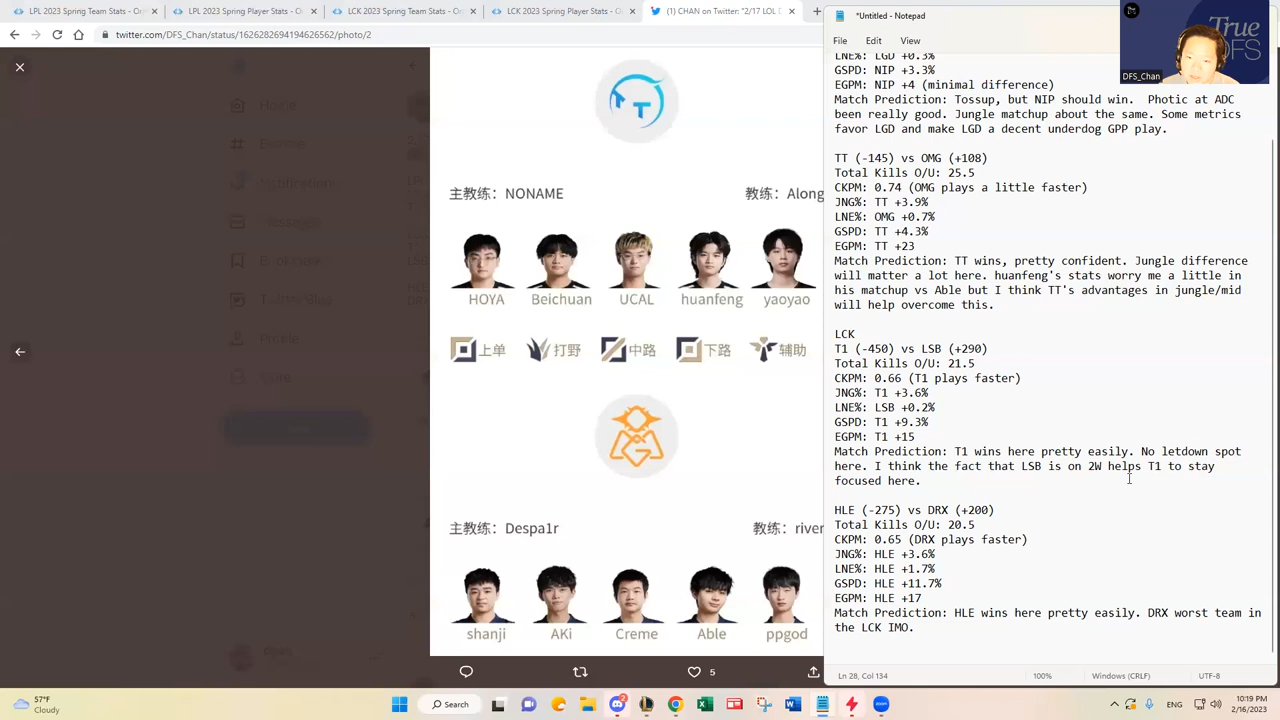 LPL 2023 Spring Team Stats - O
LPL 2023 Spring Player Stats - O
LCK 2023 Spring Team Stats - O
LCK 2023 Spring Player Stats - O
(1) CHAN on Twitter: "2/17 LOL
twitter.com/DFS_Chan/status/1626282694194626562/photo/2
Home
Profile
TT
主教练：NONAME
教练：Along
HOYA
Beichuan
UCAL
huanfeng
yaoyao
上单
打野
中路
下路
辅助
主教练：Despa1r
教练：river
shanji
AKi
Creme
Able
ppgod
5
*Untitled - Notepad
File
Edit
View
True
DFS
DFS_Chan
LNE%: LGD +0.3%
GSPD: NIP +3.3%
EGPM: NIP +4 (minimal difference)
Match Prediction: Tossup, but NIP should win.  Photic at ADC
been really good. Jungle matchup about the same. Some metrics
favor LGD and make LGD a decent underdog GPP play.
TT (-145) vs OMG (+108)
Total Kills O/U: 25.5
CKPM: 0.74 (OMG plays a little faster)
JNG%: TT +3.9%
LNE%: OMG +0.7%
GSPD: TT +4.3%
EGPM: TT +23
Match Prediction: TT wins, pretty confident. Jungle difference
will matter a lot here. huanfeng's stats worry me a little in
his matchup vs Able but I think TT's advantages in jungle/mid
will help overcome this.
LCK
T1 (-450) vs LSB (+290)
Total Kills O/U: 21.5
CKPM: 0.66 (T1 plays faster)
JNG%: T1 +3.6%
LNE%: LSB +0.2%
GSPD: T1 +9.3%
EGPM: T1 +15
Match Prediction: T1 wins here pretty easily. No letdown spot
here. I think the fact that LSB is on 2W helps T1 to stay
focused here.
HLE (-275) vs DRX (+200)
Total Kills O/U: 20.5
CKPM: 0.65 (DRX plays faster)
JNG%: HLE +3.6%
LNE%: HLE +1.7%
GSPD: HLE +11.7%
EGPM: HLE +17
Match Prediction: HLE wins here pretty easily. DRX worst team in
the LCK IMO.
Ln 28, Col 134
100%
Windows (CRLF)
UTF-8
57°F
Cloudy
Search
2
ENG
10:19 PM
2/16/2023